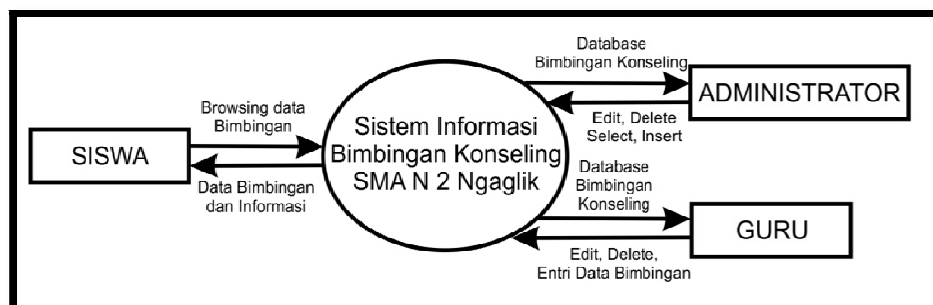 SISWA
Browsing data
Bimbingan
Data Bimbingan
dan Informasi
Sistem Informasi
Bimbingan Konseling
SMA N 2 Ngaglik
Database
Bimbingan Konseling
Edit, Delete
Select, Insert
ADMINISTRATOR
Database
Bimbingan
Konseling
Edit, Delete,
Entri Data Bimbingan
GURU